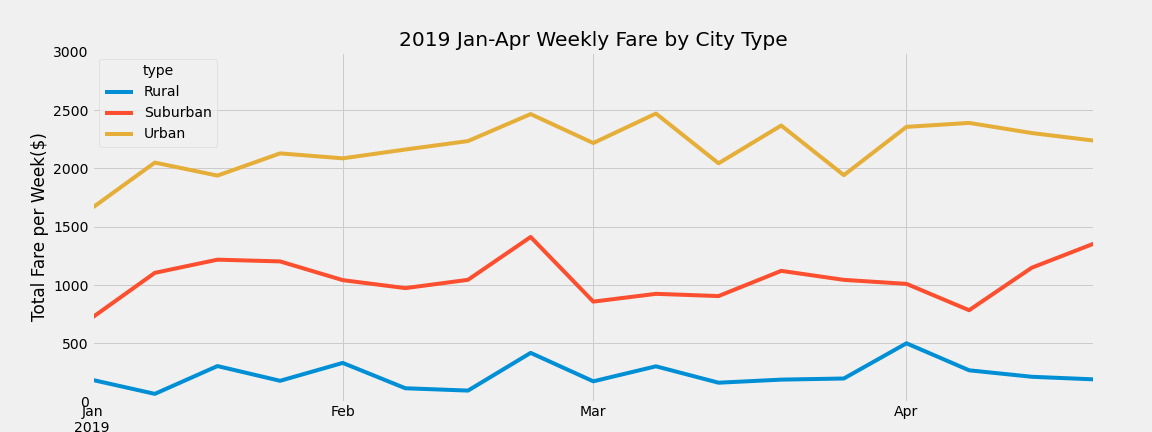 2019 Jan-Apr Weekly Fare by City Type
Total Fare per Week($)
3000
2500
2000
1500
1000
500
0
type
Rural
Suburban
Urban
Jan
2019
Feb
Mar
Apr